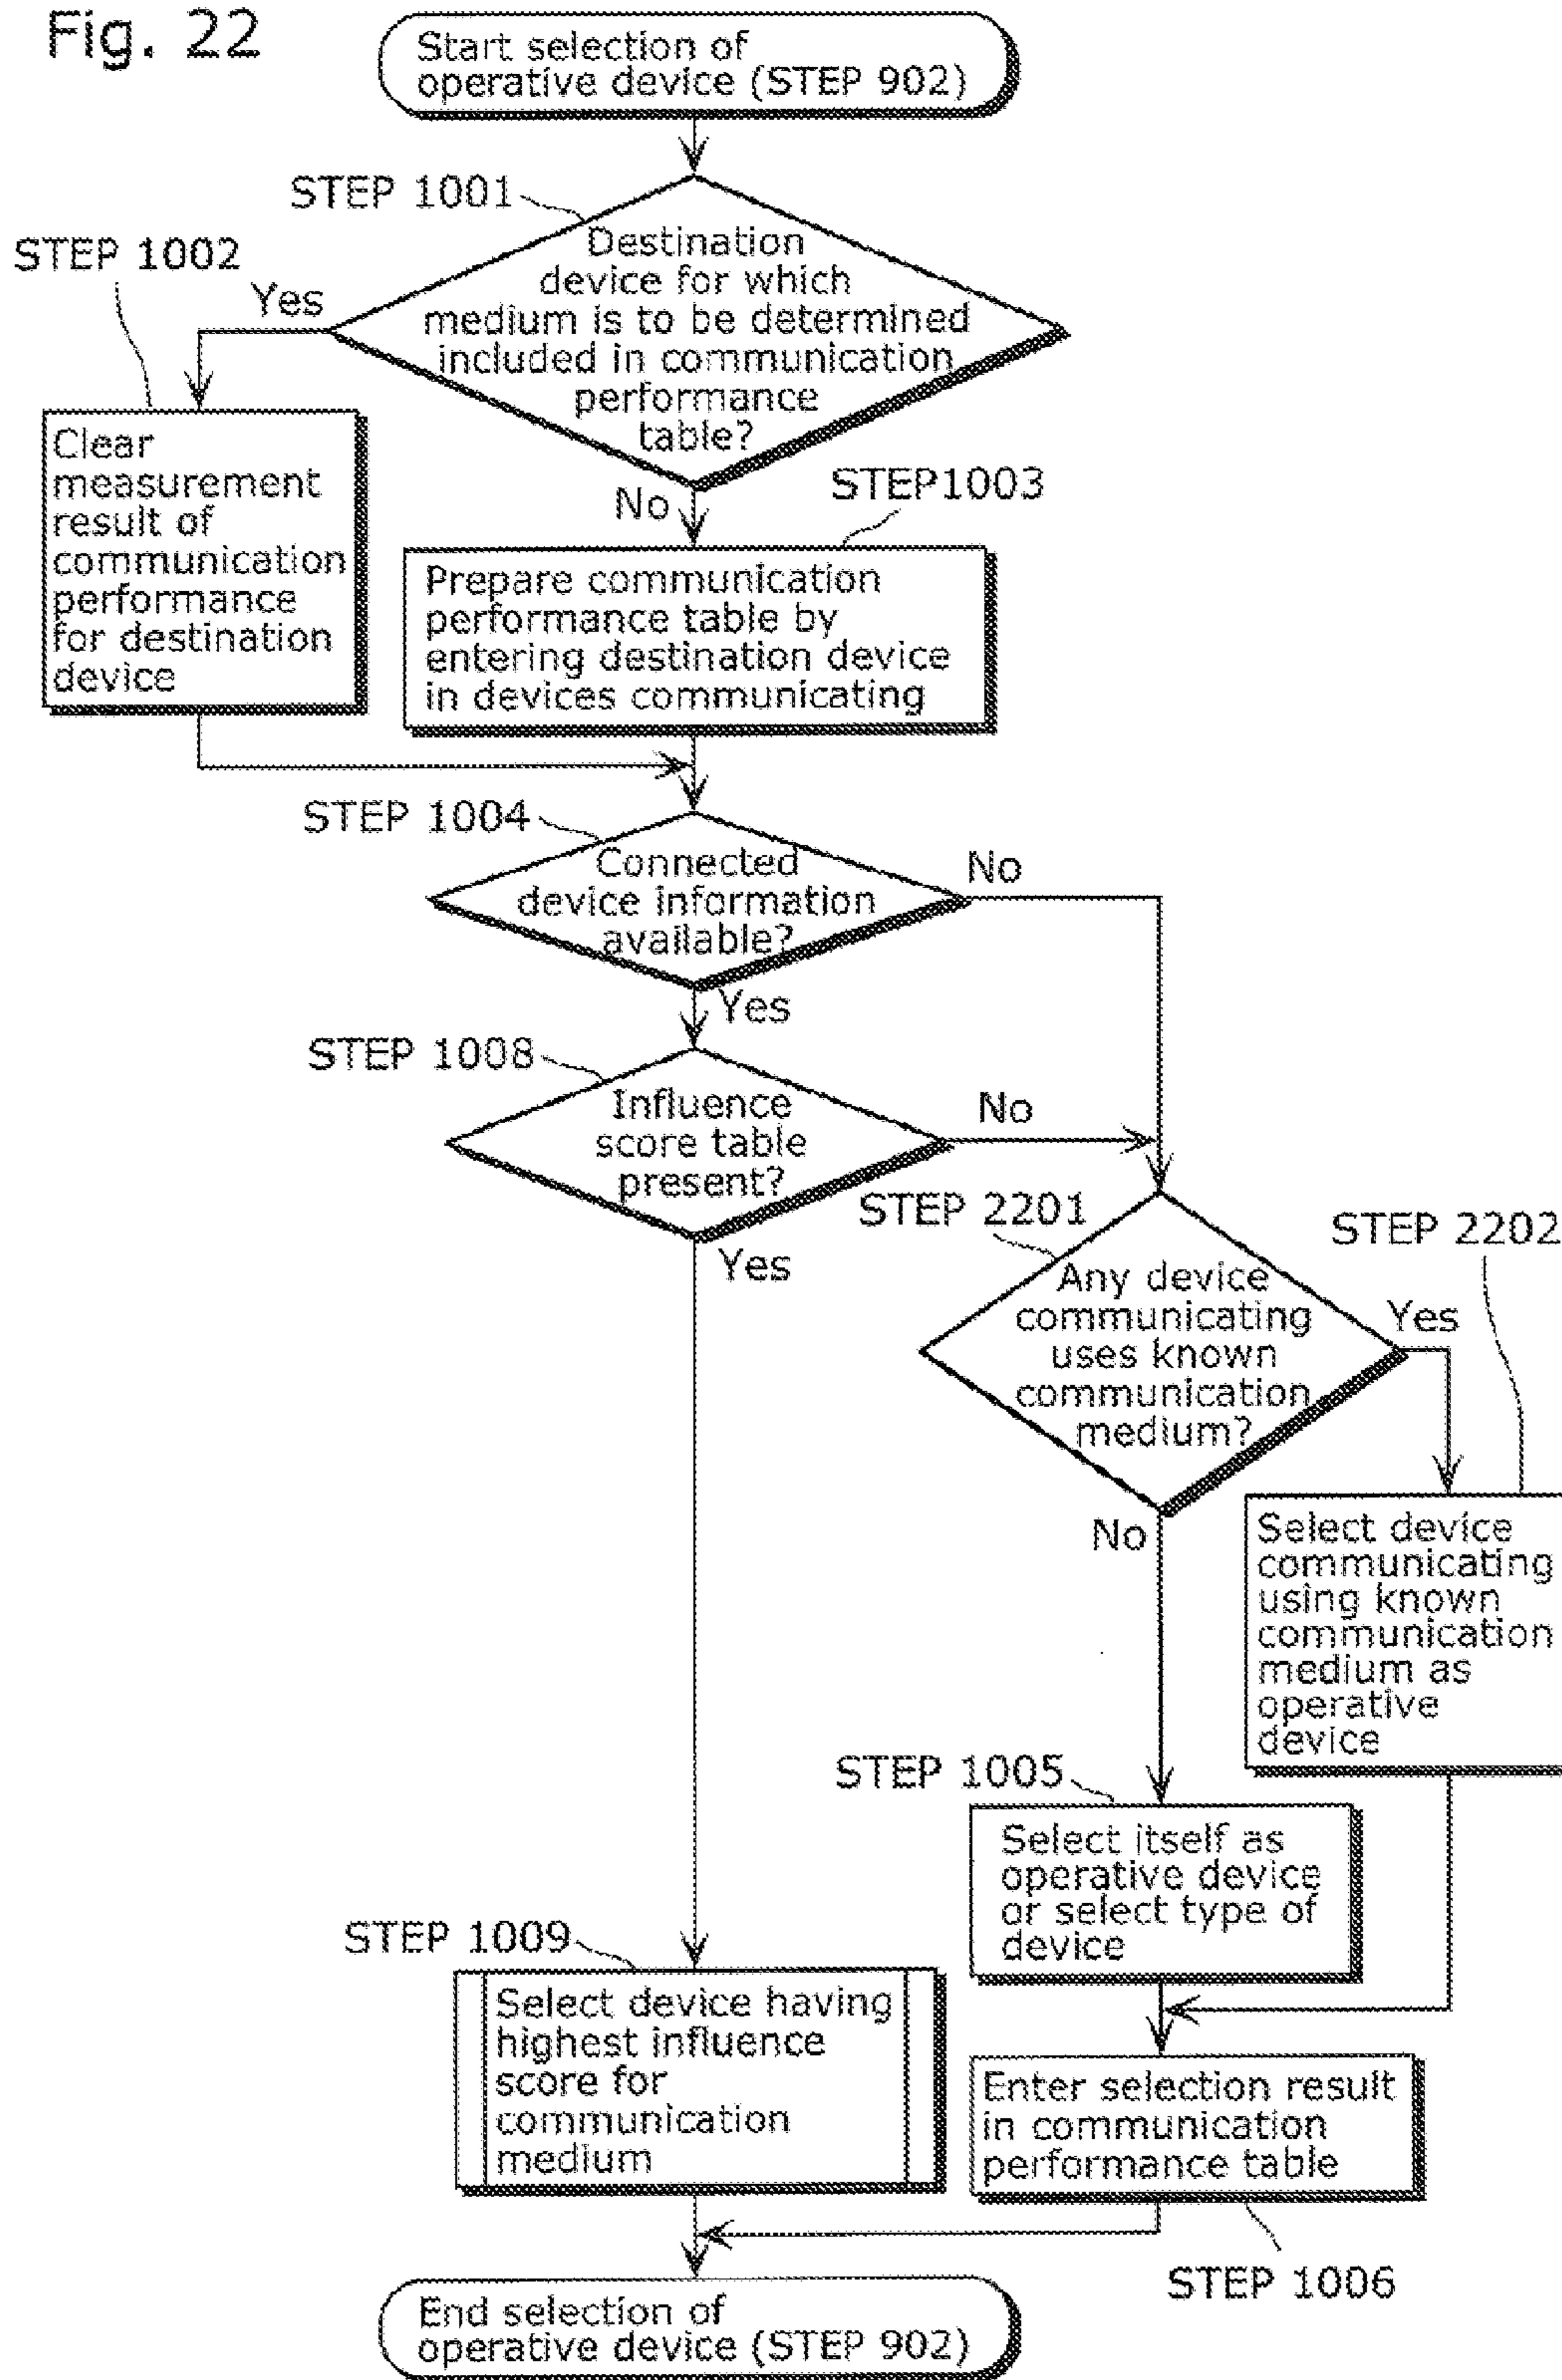 Fig. 22
Start selection of
operative device (STEP 902)
STEP 1001
Destination
device for which
medium is to be determined
included in communication
performance
table?
STEP 1002
Yes
Clear
measurement
result of
communication
performance
for destination
device
No
STEP1003
Prepare communication
performance table by
entering destination device
in devices communicating
STEP 1004
Connected
device information
available?
No
Yes
STEP 1008
Influence
score table
present?
No
Yes
STEP 2201
Any device
communicating
uses known
communication
medium?
STEP 2202
Yes
No
Select device
communicating
using known
communication
medium as
operative
device
STEP 1005
Select itself as
operative device
or select type of
device
STEP 1009
Select device having
highest influence
score for
communication
medium
Enter selection result
in communication
performance table
STEP 1006
End selection of
operative device (STEP 902)